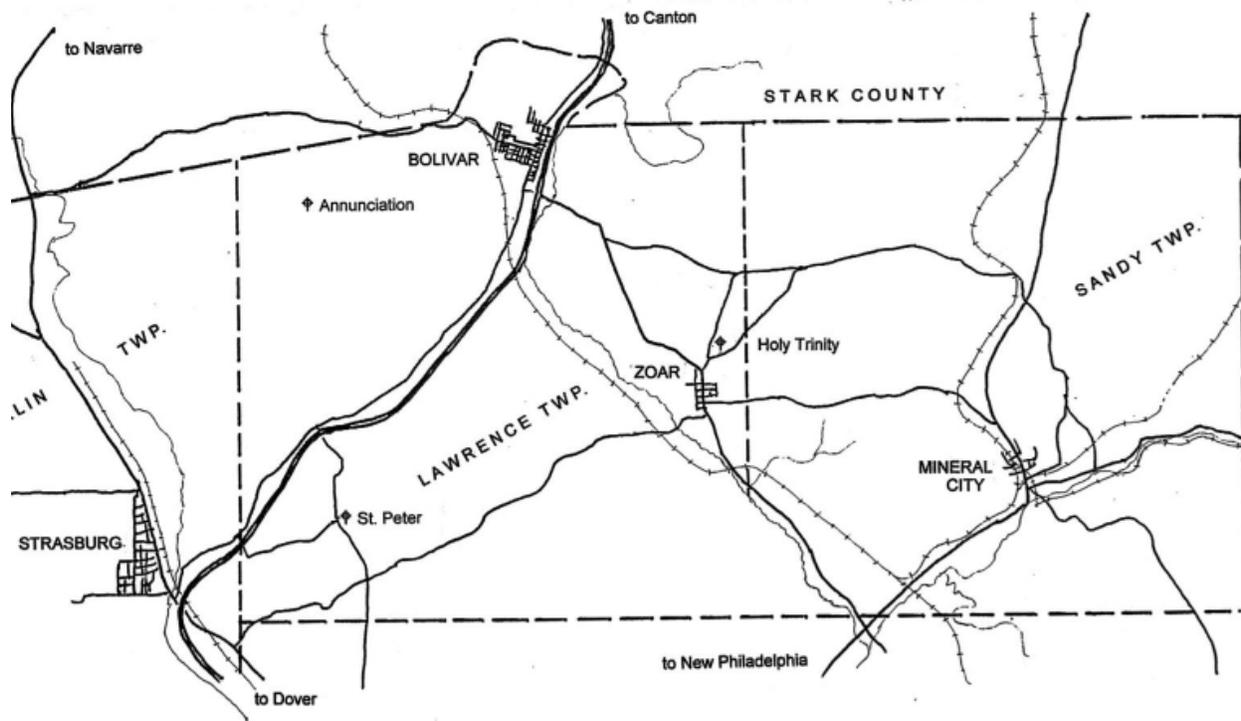 to Canton
to Navarre
STARK COUNTY
BOLIVAR
Annunciation
SANDY TWP.
TWP.
Holy Trinity
ZOAR
LIN
LAWRENCE TWP.
MINERAL
CITY
St. Peter
STRASBURG
to New Philadelphia
to Dover